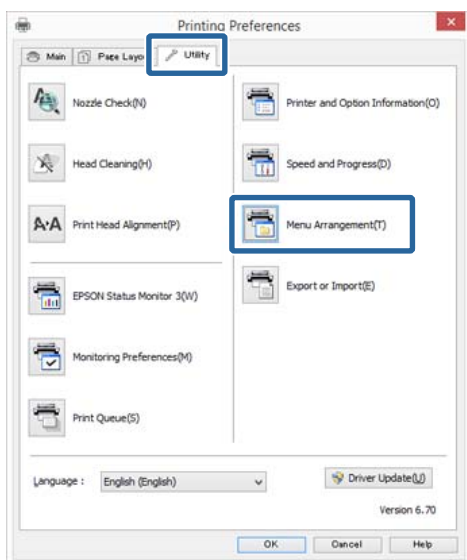 Printing Preferences
Main
Page Layo
Utility
Nozzle Check(N)
Head Cleaning(H)
A·A
Print Head Alignment(P)
EPSON Status Monitor 3(W)
Monitoring Preferences(M)
Print Queue(S)
Printer and Option Information(O)
Speed and Progress(D)
Menu Arrangement(T)
Export or Import(E)
Language :
English (English)
Driver Update(U)
Version 6.70
OK
Cancel
Help